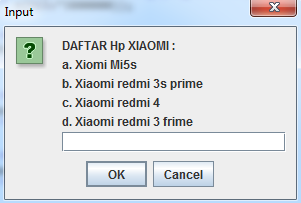 Input
DAFTAR Hp XIAOMI :
a. Xiomi Mi5s
b. Xiaomi redmi 3s prime
c. Xiaomi redmi 4
d. Xiaomi redmi 3 frime
OK Cancel